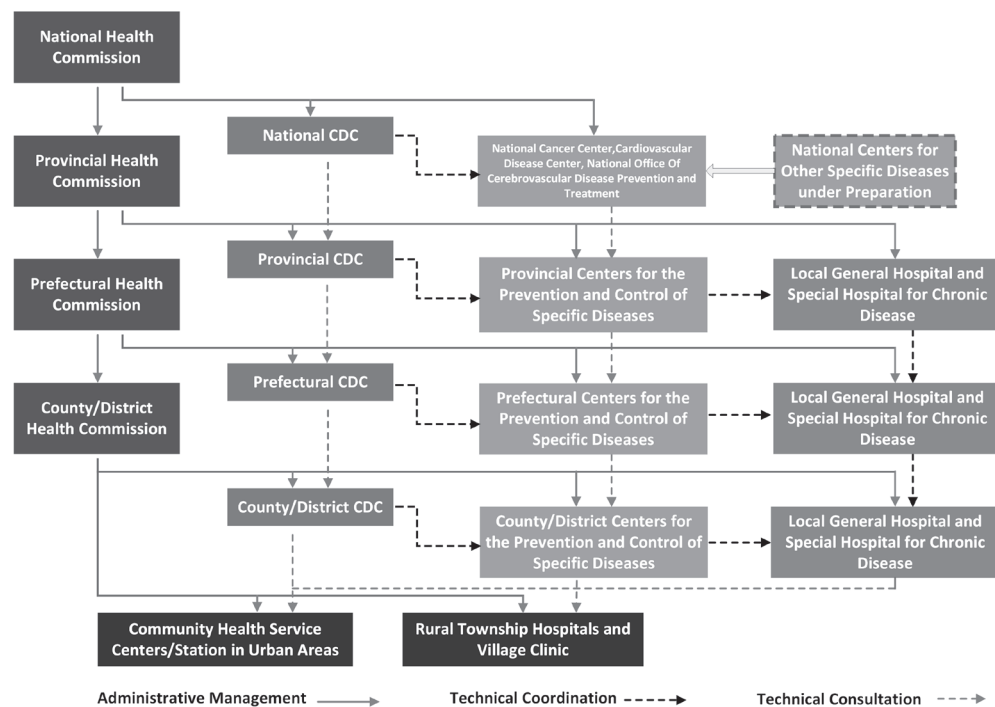 National Health
Commission
National CDC
National Cancer Center,Cardiovascular
Disease Center, National Office Of
Cerebrovascular Disease Prevention and
Treatment
National Centers for
Other Specific Diseases
under Preparation
Provincial Health
Commission
Provincial CDC
Provincial Centers for the
Prevention and Control of
Specific Diseases
Local General Hospital and
Special Hospital for Chronic
Disease
Prefectural Health
Commission
Prefectural CDC
Prefectural Centers for the
Prevention and Control of
Specific Diseases
Local General Hospital and
Special Hospital for Chronic
Disease
County/District
Health Commission
County/District CDC
County/District Centers for
the Prevention and Control of
Specific Diseases
Local General Hospital and
Special Hospital for Chronic
Disease
Community Health Service
Centers/Station in Urban Areas
Rural Township Hospitals and
Village Clinic
Administrative Management
Technical Coordination
Technical Consultation